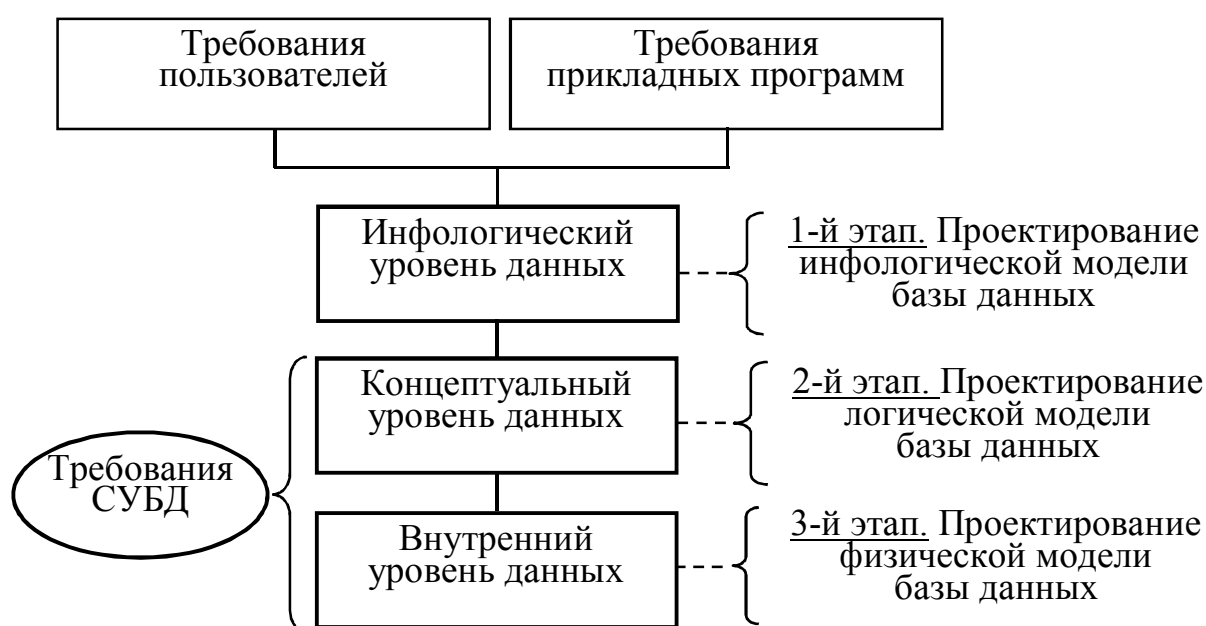 Требования
пользователей
Требования
прикладных программ
Инфологический
уровень данных
1-й этап. Проектирование
инфологической модели
базы данных
Концептуальный
уровень данных
2-й этап. Проектирование
логической модели
базы данных
Требования
СУБД
Внутренний
уровень данных
3-й этап. Проектирование
физической модели
базы данных